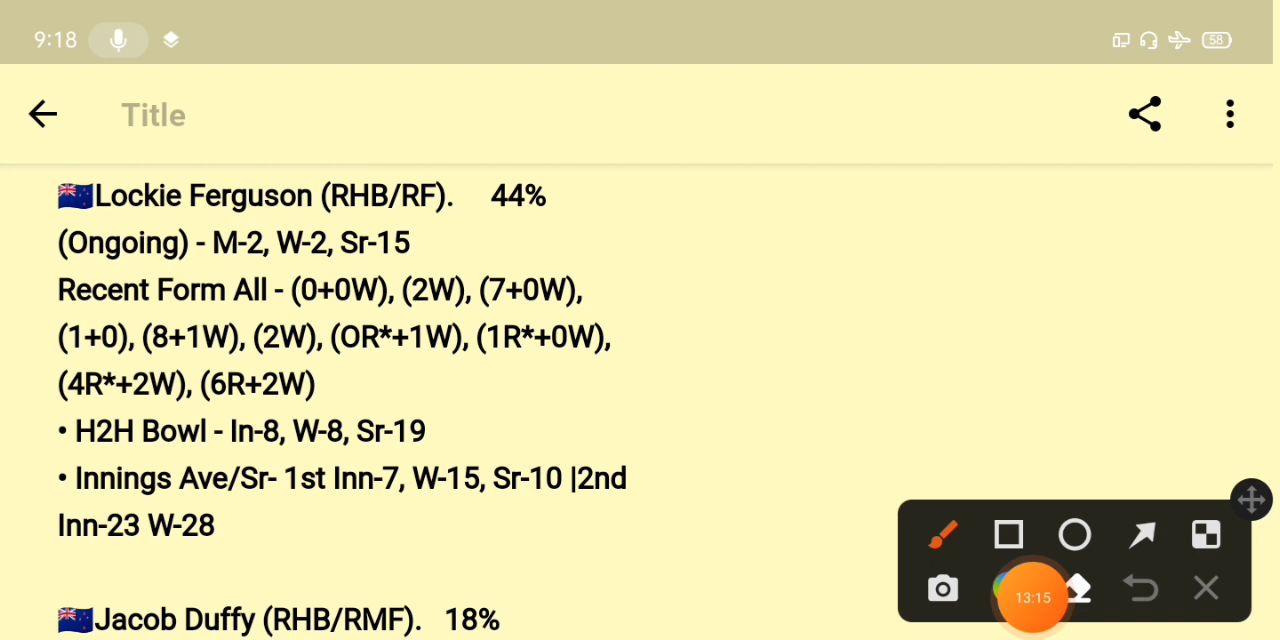 9:18
58
Title
🇳🇿Lockie Ferguson (RHB/RF). 44%
(Ongoing) - M-2, W-2, Sr-15
Recent Form All - (0+0W), (2W), (7+0W),
(1+0), (8+1W), (2W), (OR*+1W), (1R*+0W),
(4R*+2W), (6R+2W)
• H2H Bowl - In-8, W-8, Sr-19
• Innings Ave/Sr- 1st Inn-7, W-15, Sr-10 |2nd
Inn-23 W-28
🇳🇿Jacob Duffy (RHB/RMF). 18%
13:15